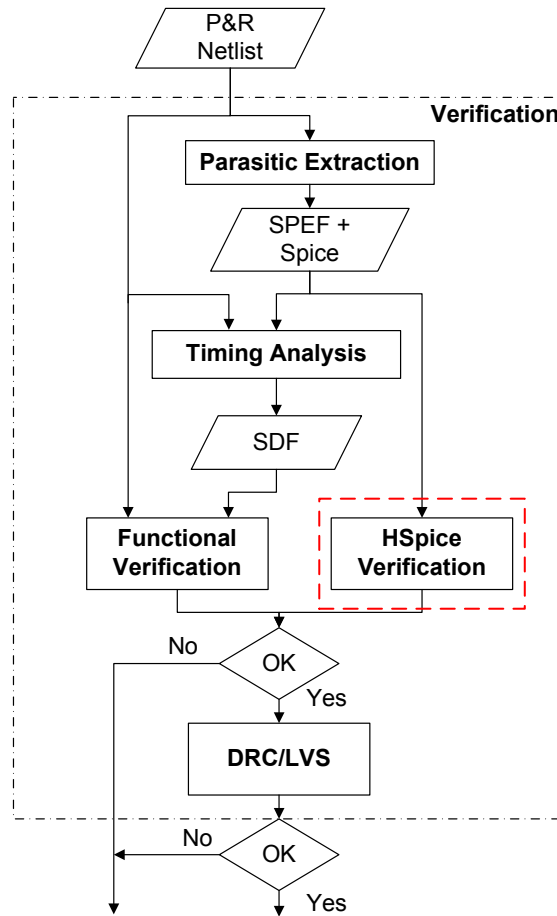 P&R
Netlist
Verification
Parasitic Extraction
SPEF +
Spice
Timing Analysis
SDF
Functional
Verification
HSpice
Verification
No
OK
Yes
DRC/LVS
No
OK
Yes